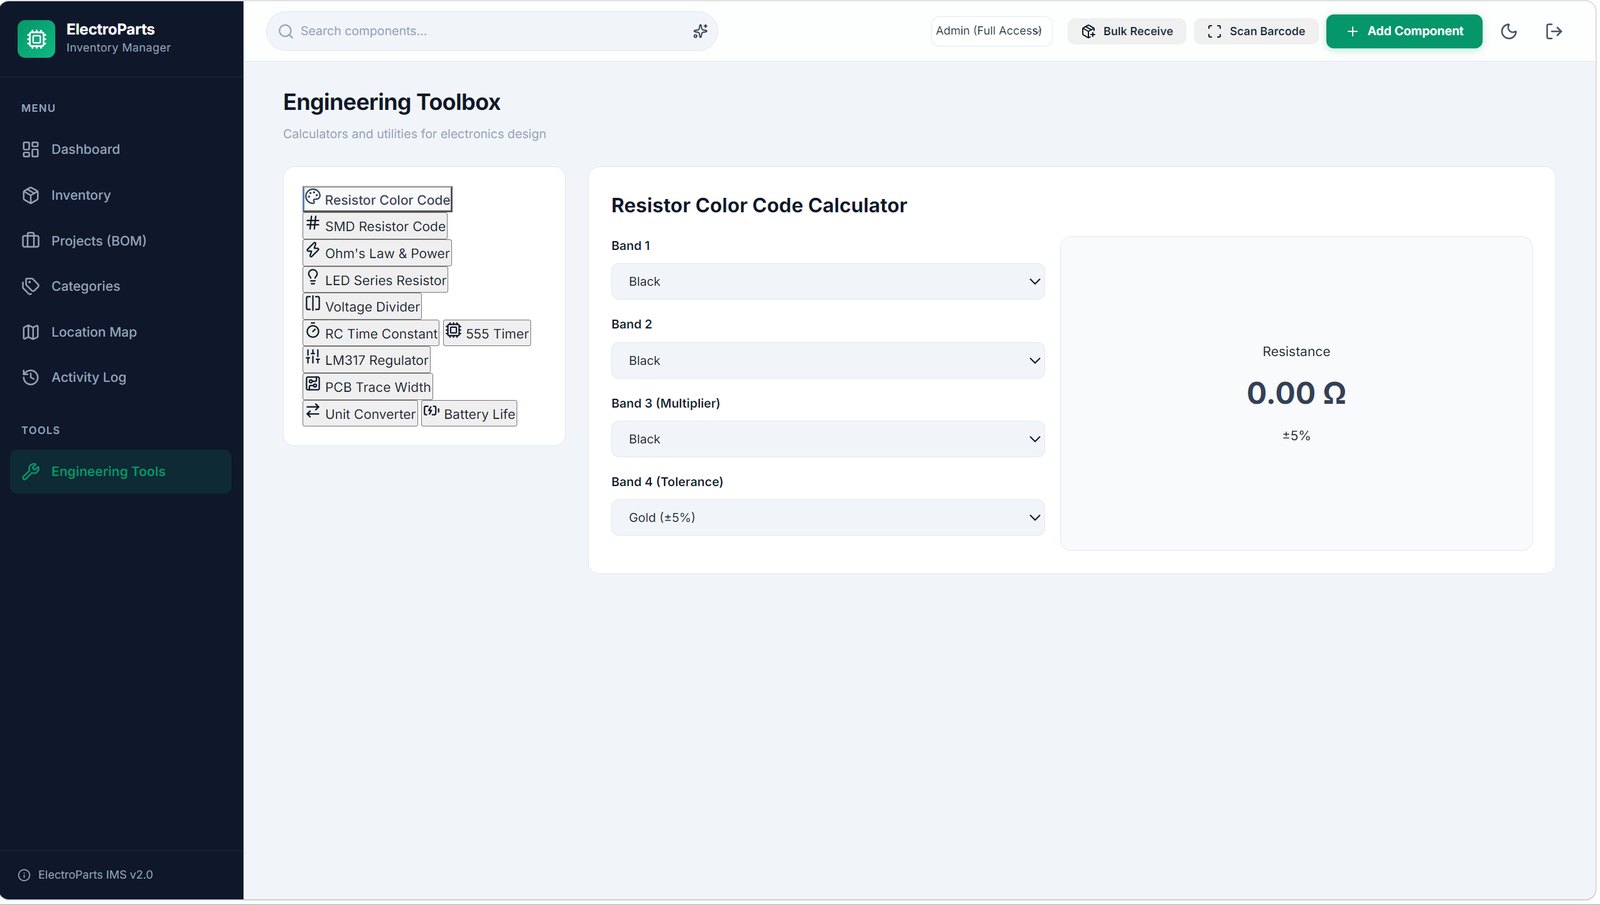 ElectroParts
Inventory Manager
Search components...
Admin (Full Access)
Bulk Receive
Scan Barcode
Add Component
MENU
Dashboard
Inventory
Projects (BOM)
Categories
Location Map
Activity Log
TOOLS
Engineering Tools
ElectroParts IMS v2.0
Engineering Toolbox
Calculators and utilities for electronics design
Resistor Color Code
SMD Resistor Code
Ohm's Law & Power
LED Series Resistor
Voltage Divider
RC Time Constant 555 Timer
LM317 Regulator
PCB Trace Width
Unit Converter Battery Life
Resistor Color Code Calculator
Band 1
Black
Band 2
Black
Band 3 (Multiplier)
Black
Band 4 (Tolerance)
Gold (±5%)
Resistance
0.00 Ω
±5%